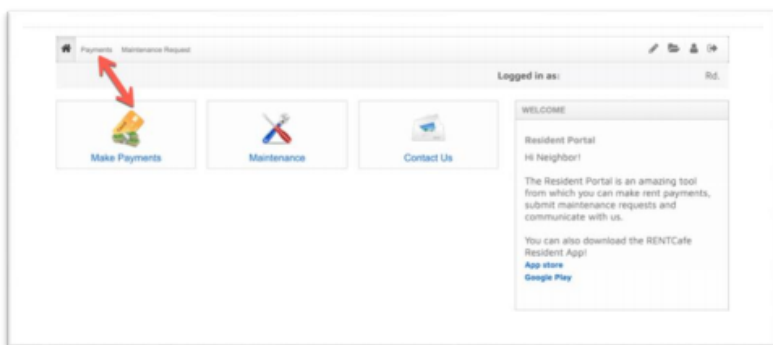 Payments Maintenance Request
Logged in as: Rd.
Make Payments
Maintenance
Contact Us
WELCOME
Resident Portal
Hi Neighbor!
The Resident Portal is an amazing tool
from which you can make rent payments,
submit maintenance requests and
communicate with us.
You can also download the RENTCafe
Resident App!
App store
Google Play